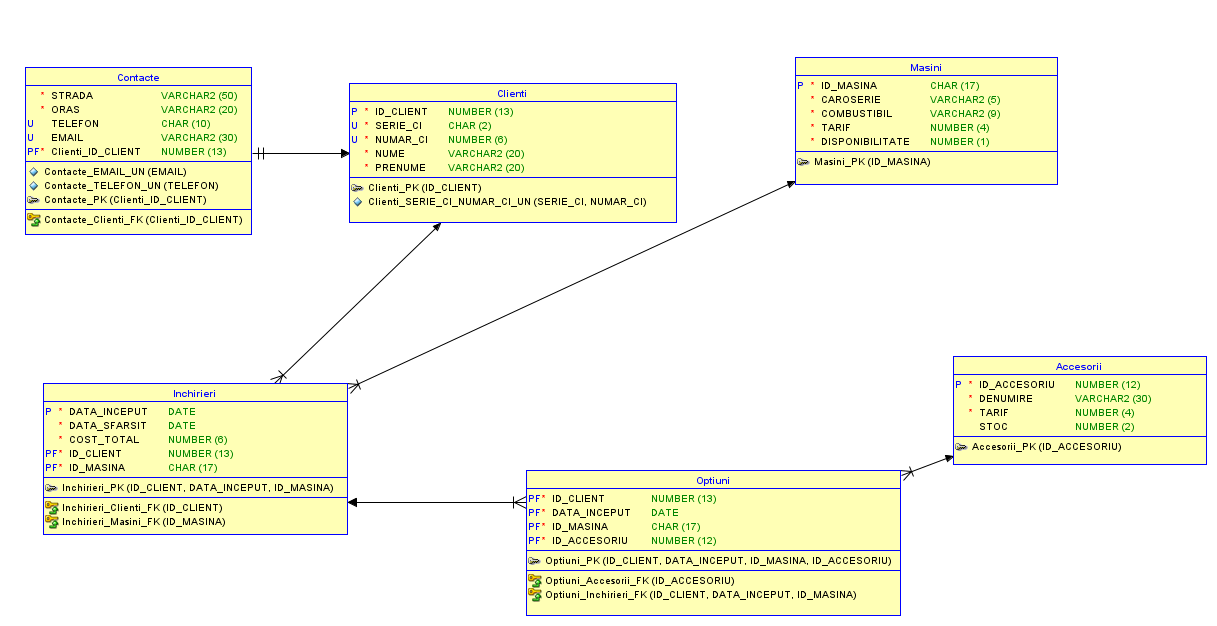 Contacte
* STRADA VARCHAR2 (50)
* ORAS VARCHAR2 (20)
U TELEFON CHAR (10)
U EMAIL VARCHAR2 (30)
PF* Clienti_ID_CLIENT NUMBER (13)
Contacte_EMAIL_UN (EMAIL)
Contacte_TELEFON_UN (TELEFON)
Contacte_PK (Clienti_ID_CLIENT)
Contacte_Clienti_FK (Clienti_ID_CLIENT)
Clienti
P * ID_CLIENT NUMBER (13)
U * SERIE_CI CHAR (2)
U * NUMAR_CI NUMBER (6)
* NUME VARCHAR2 (20)
* PRENUME VARCHAR2 (20)
Clienti_PK (ID_CLIENT)
Clienti_SERIE_CI_NUMAR_CI_UN (SERIE_CI, NUMAR_CI)
Masini
P * ID_MASINA CHAR (17)
* CAROSERIE VARCHAR2 (5)
* COMBUSTIBIL VARCHAR2 (9)
* TARIF NUMBER (4)
* DISPONIBILITATE NUMBER (1)
Masini_PK (ID_MASINA)
Inchirieri
P * DATA_INCEPUT DATE
* DATA_SFARSIT DATE
* COST_TOTAL NUMBER (6)
PF* ID_CLIENT NUMBER (13)
PF* ID_MASINA CHAR (17)
Inchirieri_PK (ID_CLIENT, DATA_INCEPUT, ID_MASINA)
Inchirieri_Clienti_FK (ID_CLIENT)
Inchirieri_Masini_FK (ID_MASINA)
Accesorii
P * ID_ACCESORIU NUMBER (12)
* DENUMIRE VARCHAR2 (30)
* TARIF NUMBER (4)
STOC NUMBER (2)
Accesorii_PK (ID_ACCESORIU)
Optiuni
PF* ID_CLIENT NUMBER (13)
PF* DATA_INCEPUT DATE
PF* ID_MASINA CHAR (17)
PF* ID_ACCESORIU NUMBER (12)
Optiuni_PK (ID_CLIENT, DATA_INCEPUT, ID_MASINA, ID_ACCESORIU)
Optiuni_Accesorii_FK (ID_ACCESORIU)
Optiuni_Inchirieri_FK (ID_CLIENT, DATA_INCEPUT, ID_MASINA)